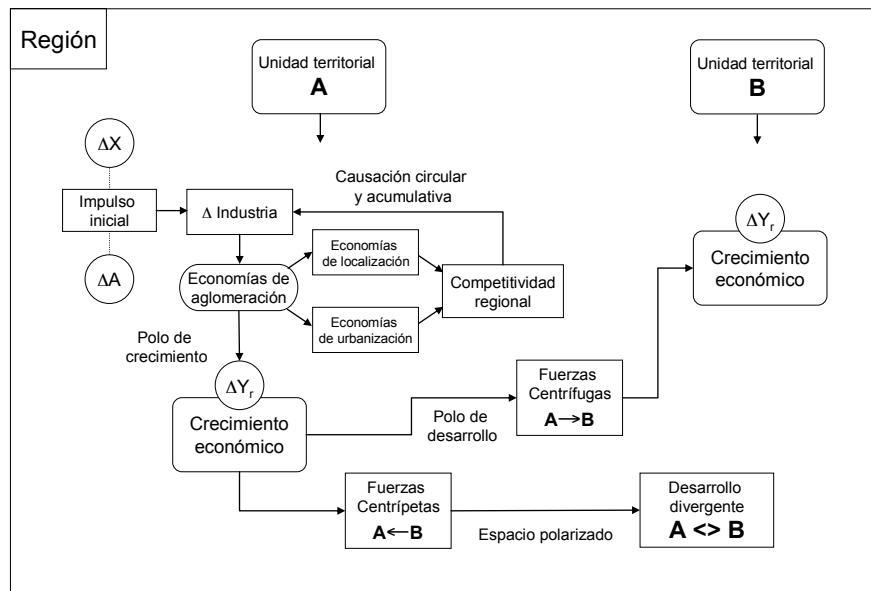 Región
Unidad territorial
A
Unidad territorial
B
ΔX
Causación circular
y acumulativa
Impulso
inicial
Δ Industria
ΔA
Economías de
aglomeración
Economías
de localización
Economías
de urbanización
Competitividad
regional
ΔYr
Crecimiento
económico
Polo de
crecimiento
ΔYr
Crecimiento
económico
Polo de
desarrollo
Fuerzas
Centrífugas
A→B
Fuerzas
Centrípetas
A←B
Espacio polarizado
Desarrollo
divergente
A <> B